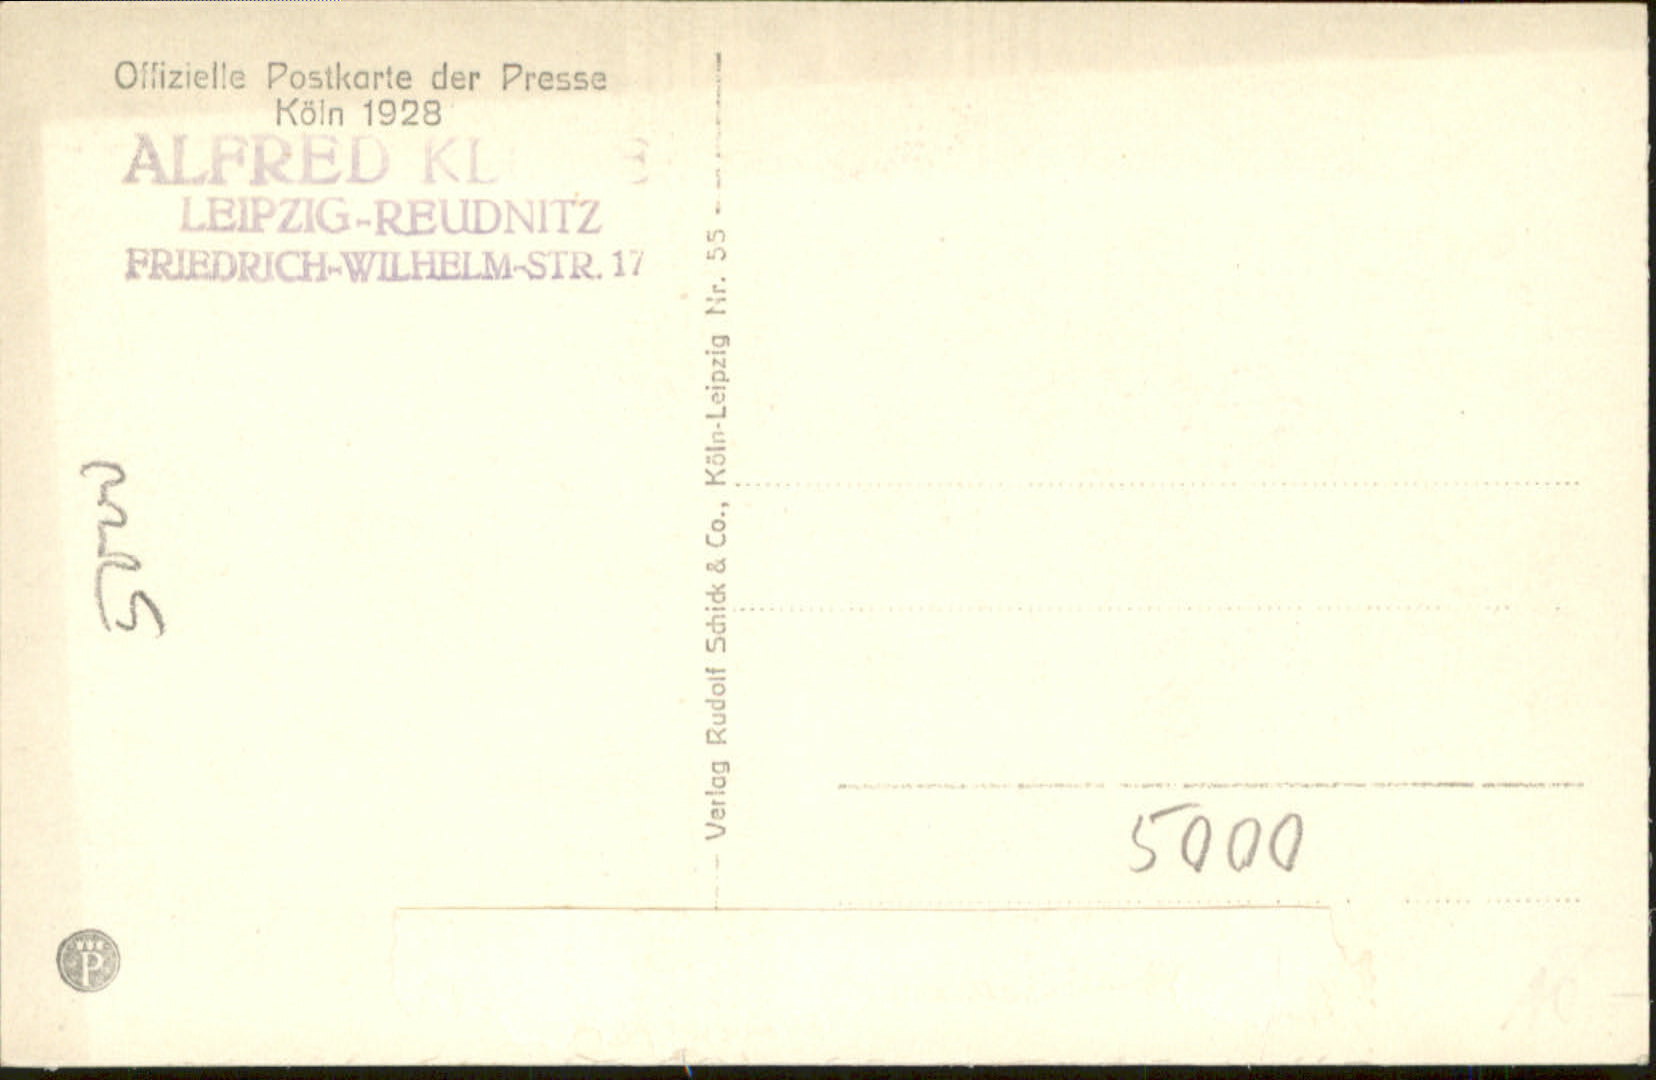 Offizielle Postkarte der Presse
Köln 1928
ALFRED
LEIPZIG-REUDNITZ
FRIEDRICH-WILHELM-STR. 17
Verlag Rudolf Schick & Co., Köln-Leipzig Nr. 55
5000
P